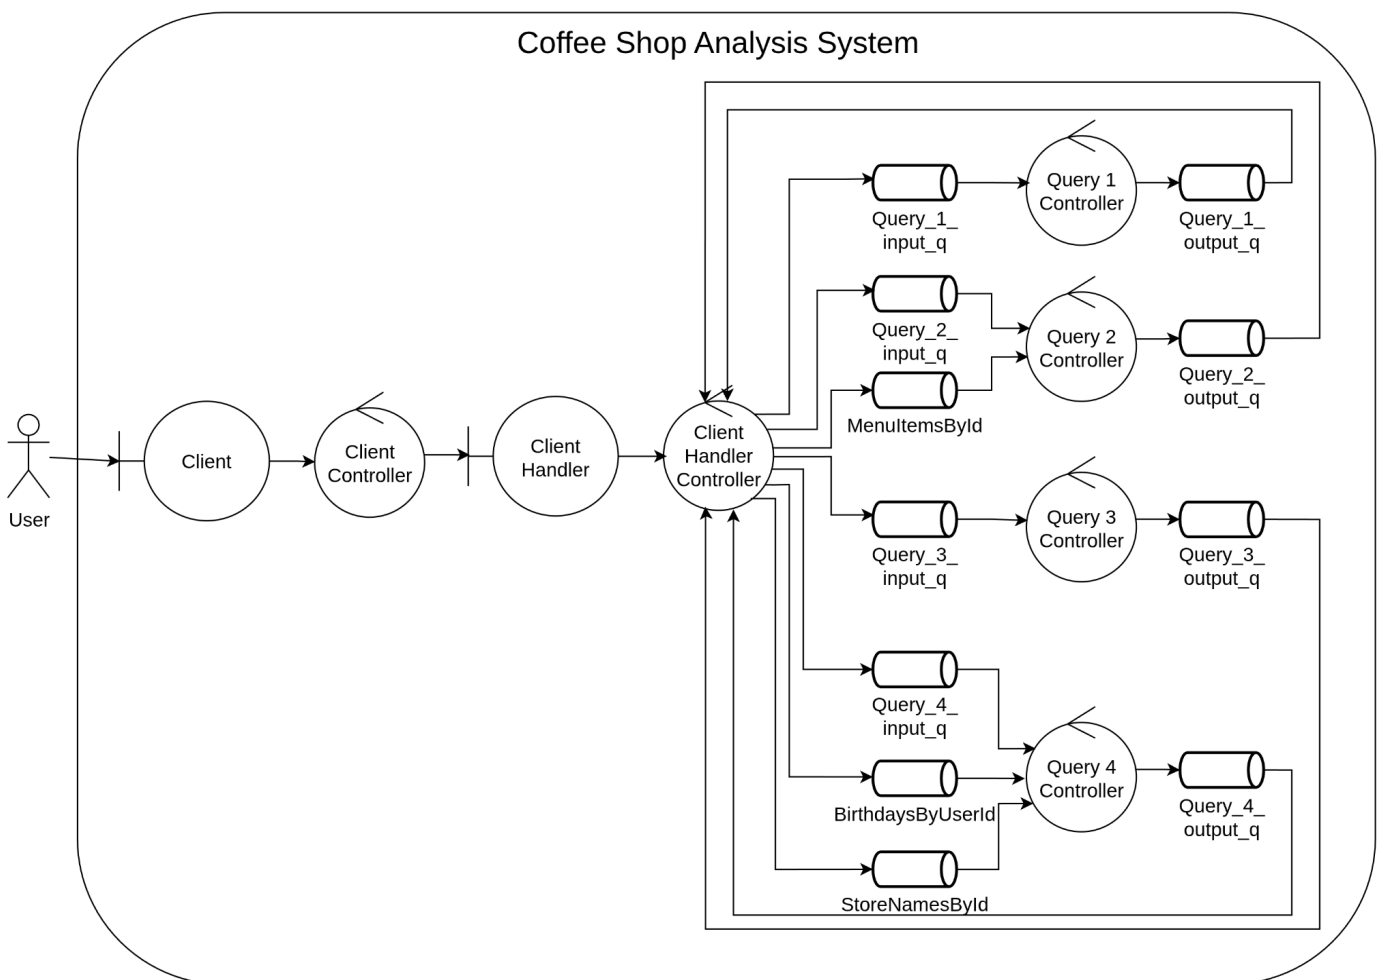 Coffee Shop Analysis System
Query 1
Controller
Query_1_
input_q
Query_1_
output_q
Query_2_
input_q
Query 2
Controller
Query_2_
output_q
MenuItemsById
User
Client
Client
Controller
Client
Handler
Client
Handler
Controller
Query_3_
input_q
Query 3
Controller
Query_3_
output_q
Query_4_
input_q
BirthdaysByUserId
StoreNamesById
Query 4
Controller
Query_4_
output_q